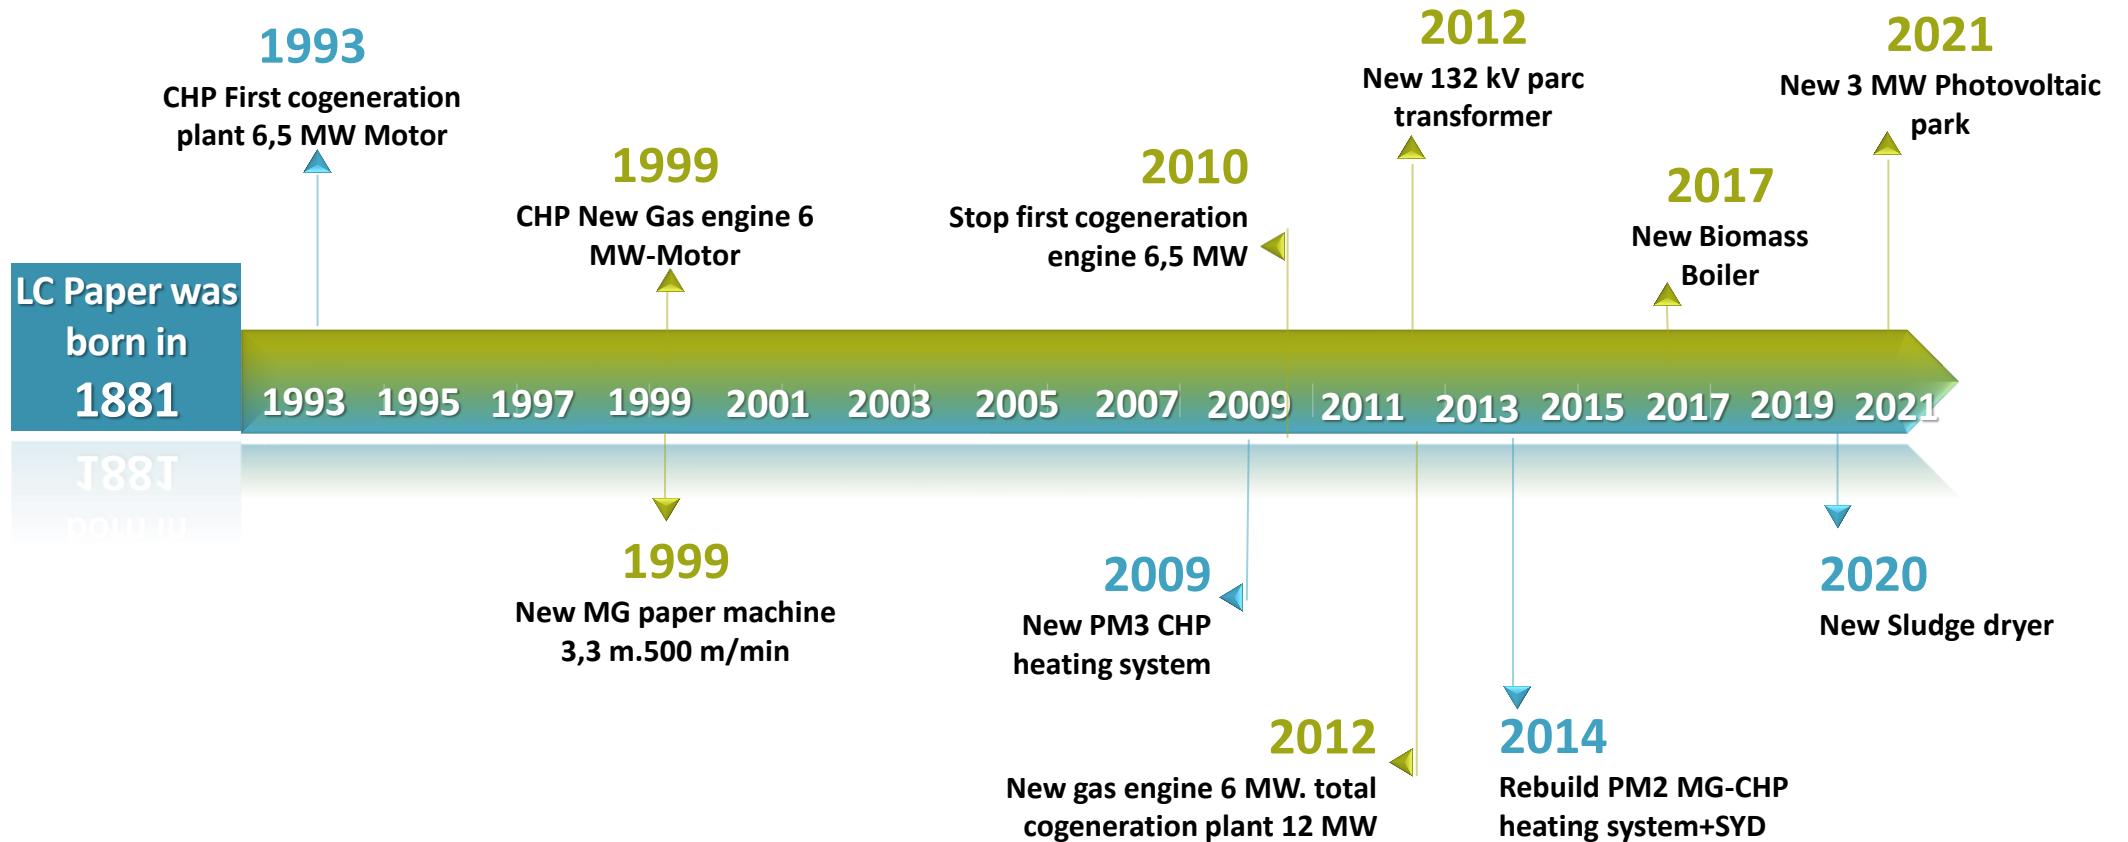 1993
CHP First cogeneration
plant 6,5 MW Motor
1999
CHP New Gas engine 6
MW-Motor
2010
Stop first cogeneration
engine 6,5 MW
2012
New 132 kV parc
transformer
2017
New Biomass
Boiler
2021
New 3 MW Photovoltaic
park
LC Paper was
born in
1881
1993 1995 1997 1999 2001 2003 2005 2007 2009 2011 2013 2015 2017 2019 2021
1999
New MG paper machine
3,3 m.500 m/min
2009
New PM3 CHP
heating system
2012
New gas engine 6 MW. total
cogeneration plant 12 MW
2014
Rebuild PM2 MG-CHP
heating system+SYD
2020
New Sludge dryer